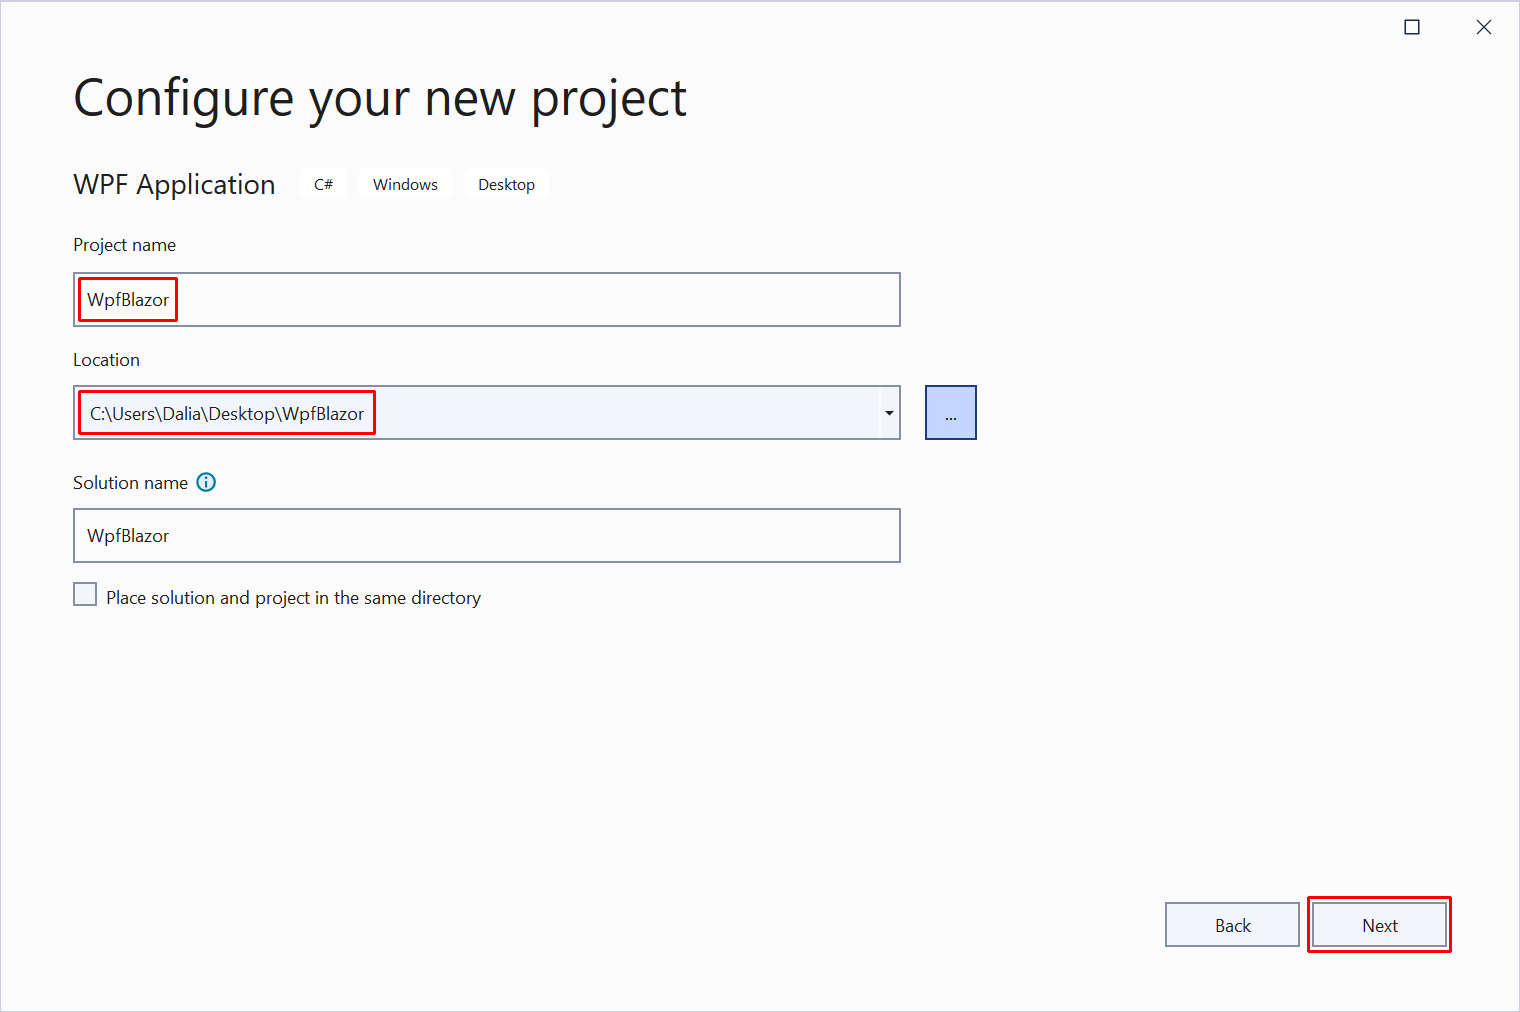 Configure your new project
WPF Application C# Windows Desktop
Project name
WpfBlazor
Location
C:\Users\Dalia\Desktop\WpfBlazor
...
Solution name
WpfBlazor
Place solution and project in the same directory
Back Next